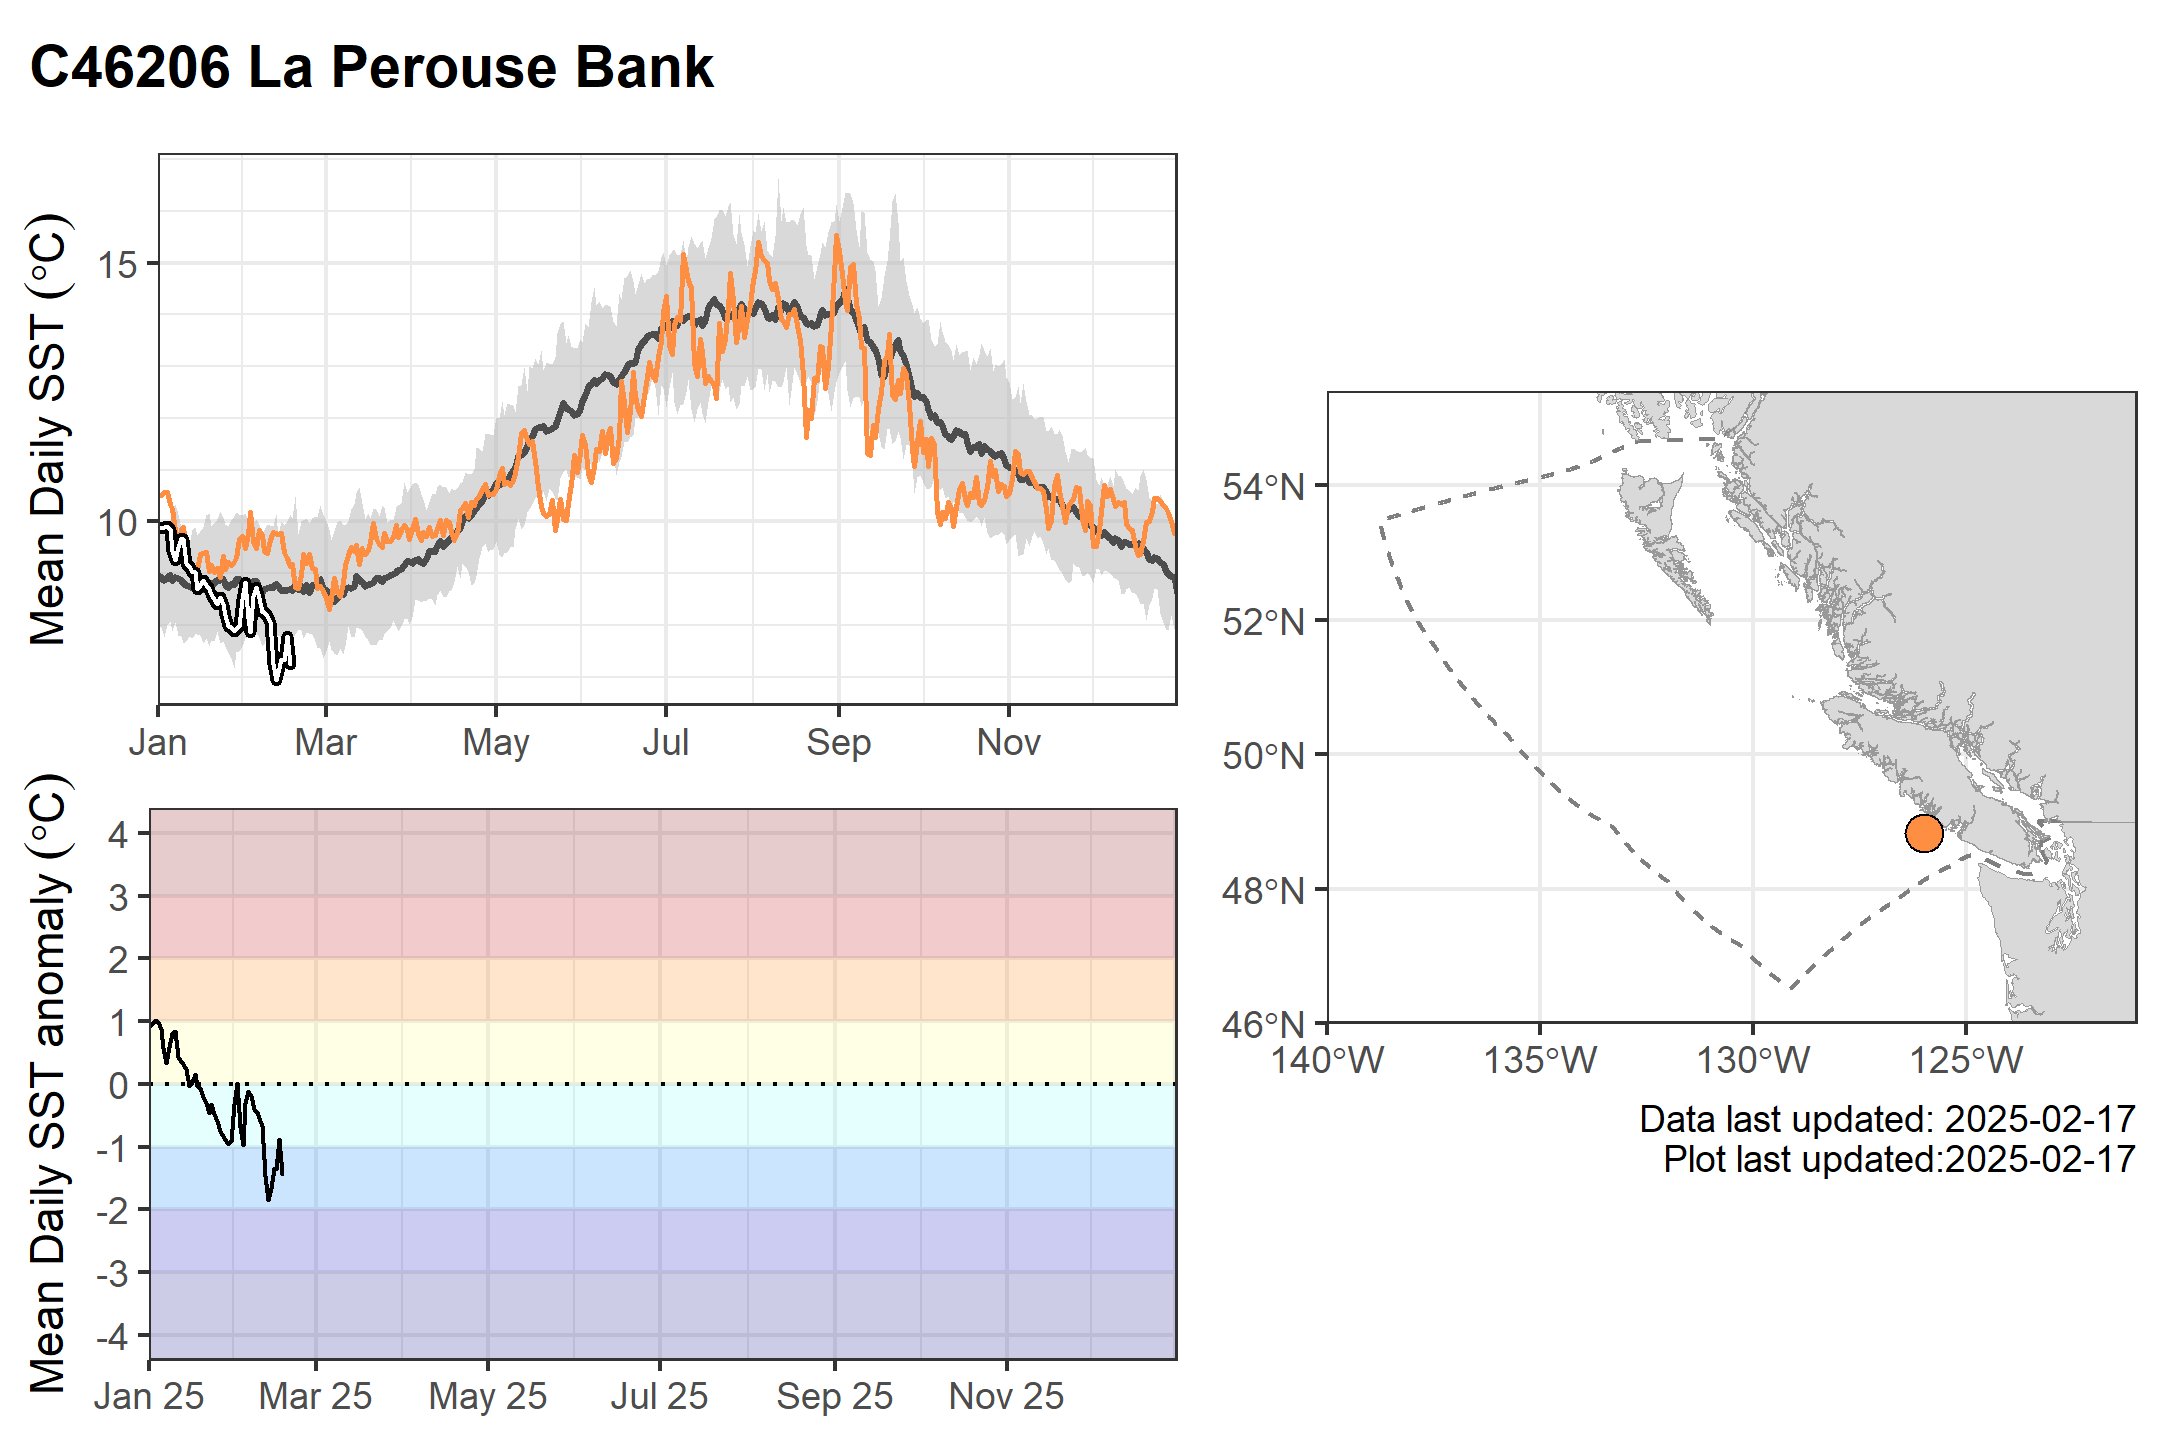 C46206 La Perouse Bank
Mean Daily SST (°C)
15
10
Jan
Mar
May
Jul
Sep
Nov
Mean Daily SST anomaly (°C)
4
3
2
1
0
-1
-2
-3
-4
Jan 25
Mar 25
May 25
Jul 25
Sep 25
Nov 25
54°N
52°N
50°N
48°N
46°N
140°W
135°W
130°W
125°W
Data last updated: 2025-02-17
Plot last updated:2025-02-17